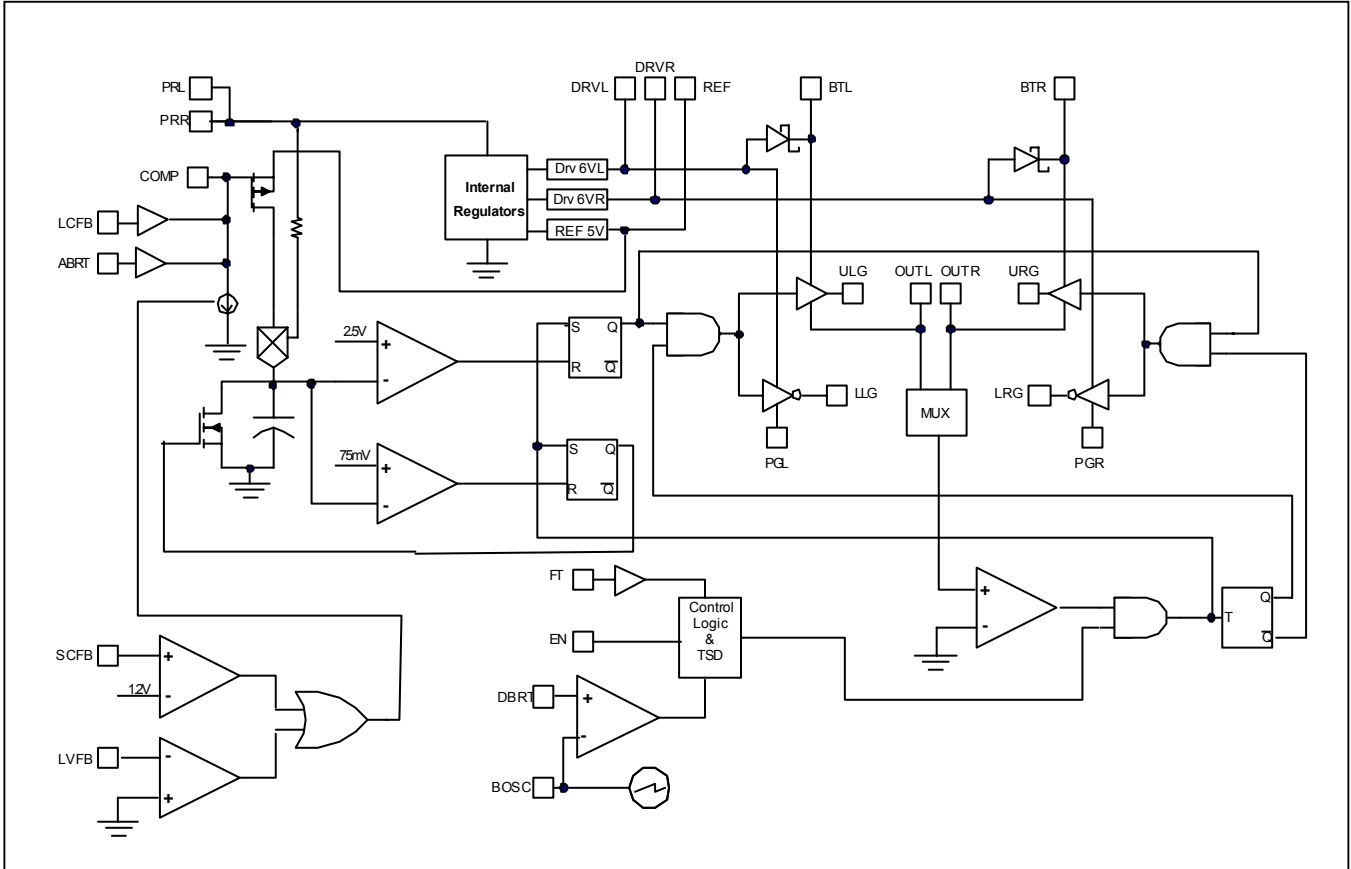 DRVR
PRL
DRVL
REF
BTL
BTR
PRR
COMP
Internal
Regulators
Drv 6VL
Drv 6VR
REF 5V
LCFB
ABRT
ULG
OUTL
OUTR
URG
2.5V
+
-
S
Q
R
Q
LLG
LRG
MUX
PGL
PGR
75mV
+
-
S
Q
R
Q
FT
Control
Logic
&
TSD
EN
+
-
T
Q
Q
SCFB
+
1.2V
-
DBRT
+
-
LVFB
-
+
BOSC